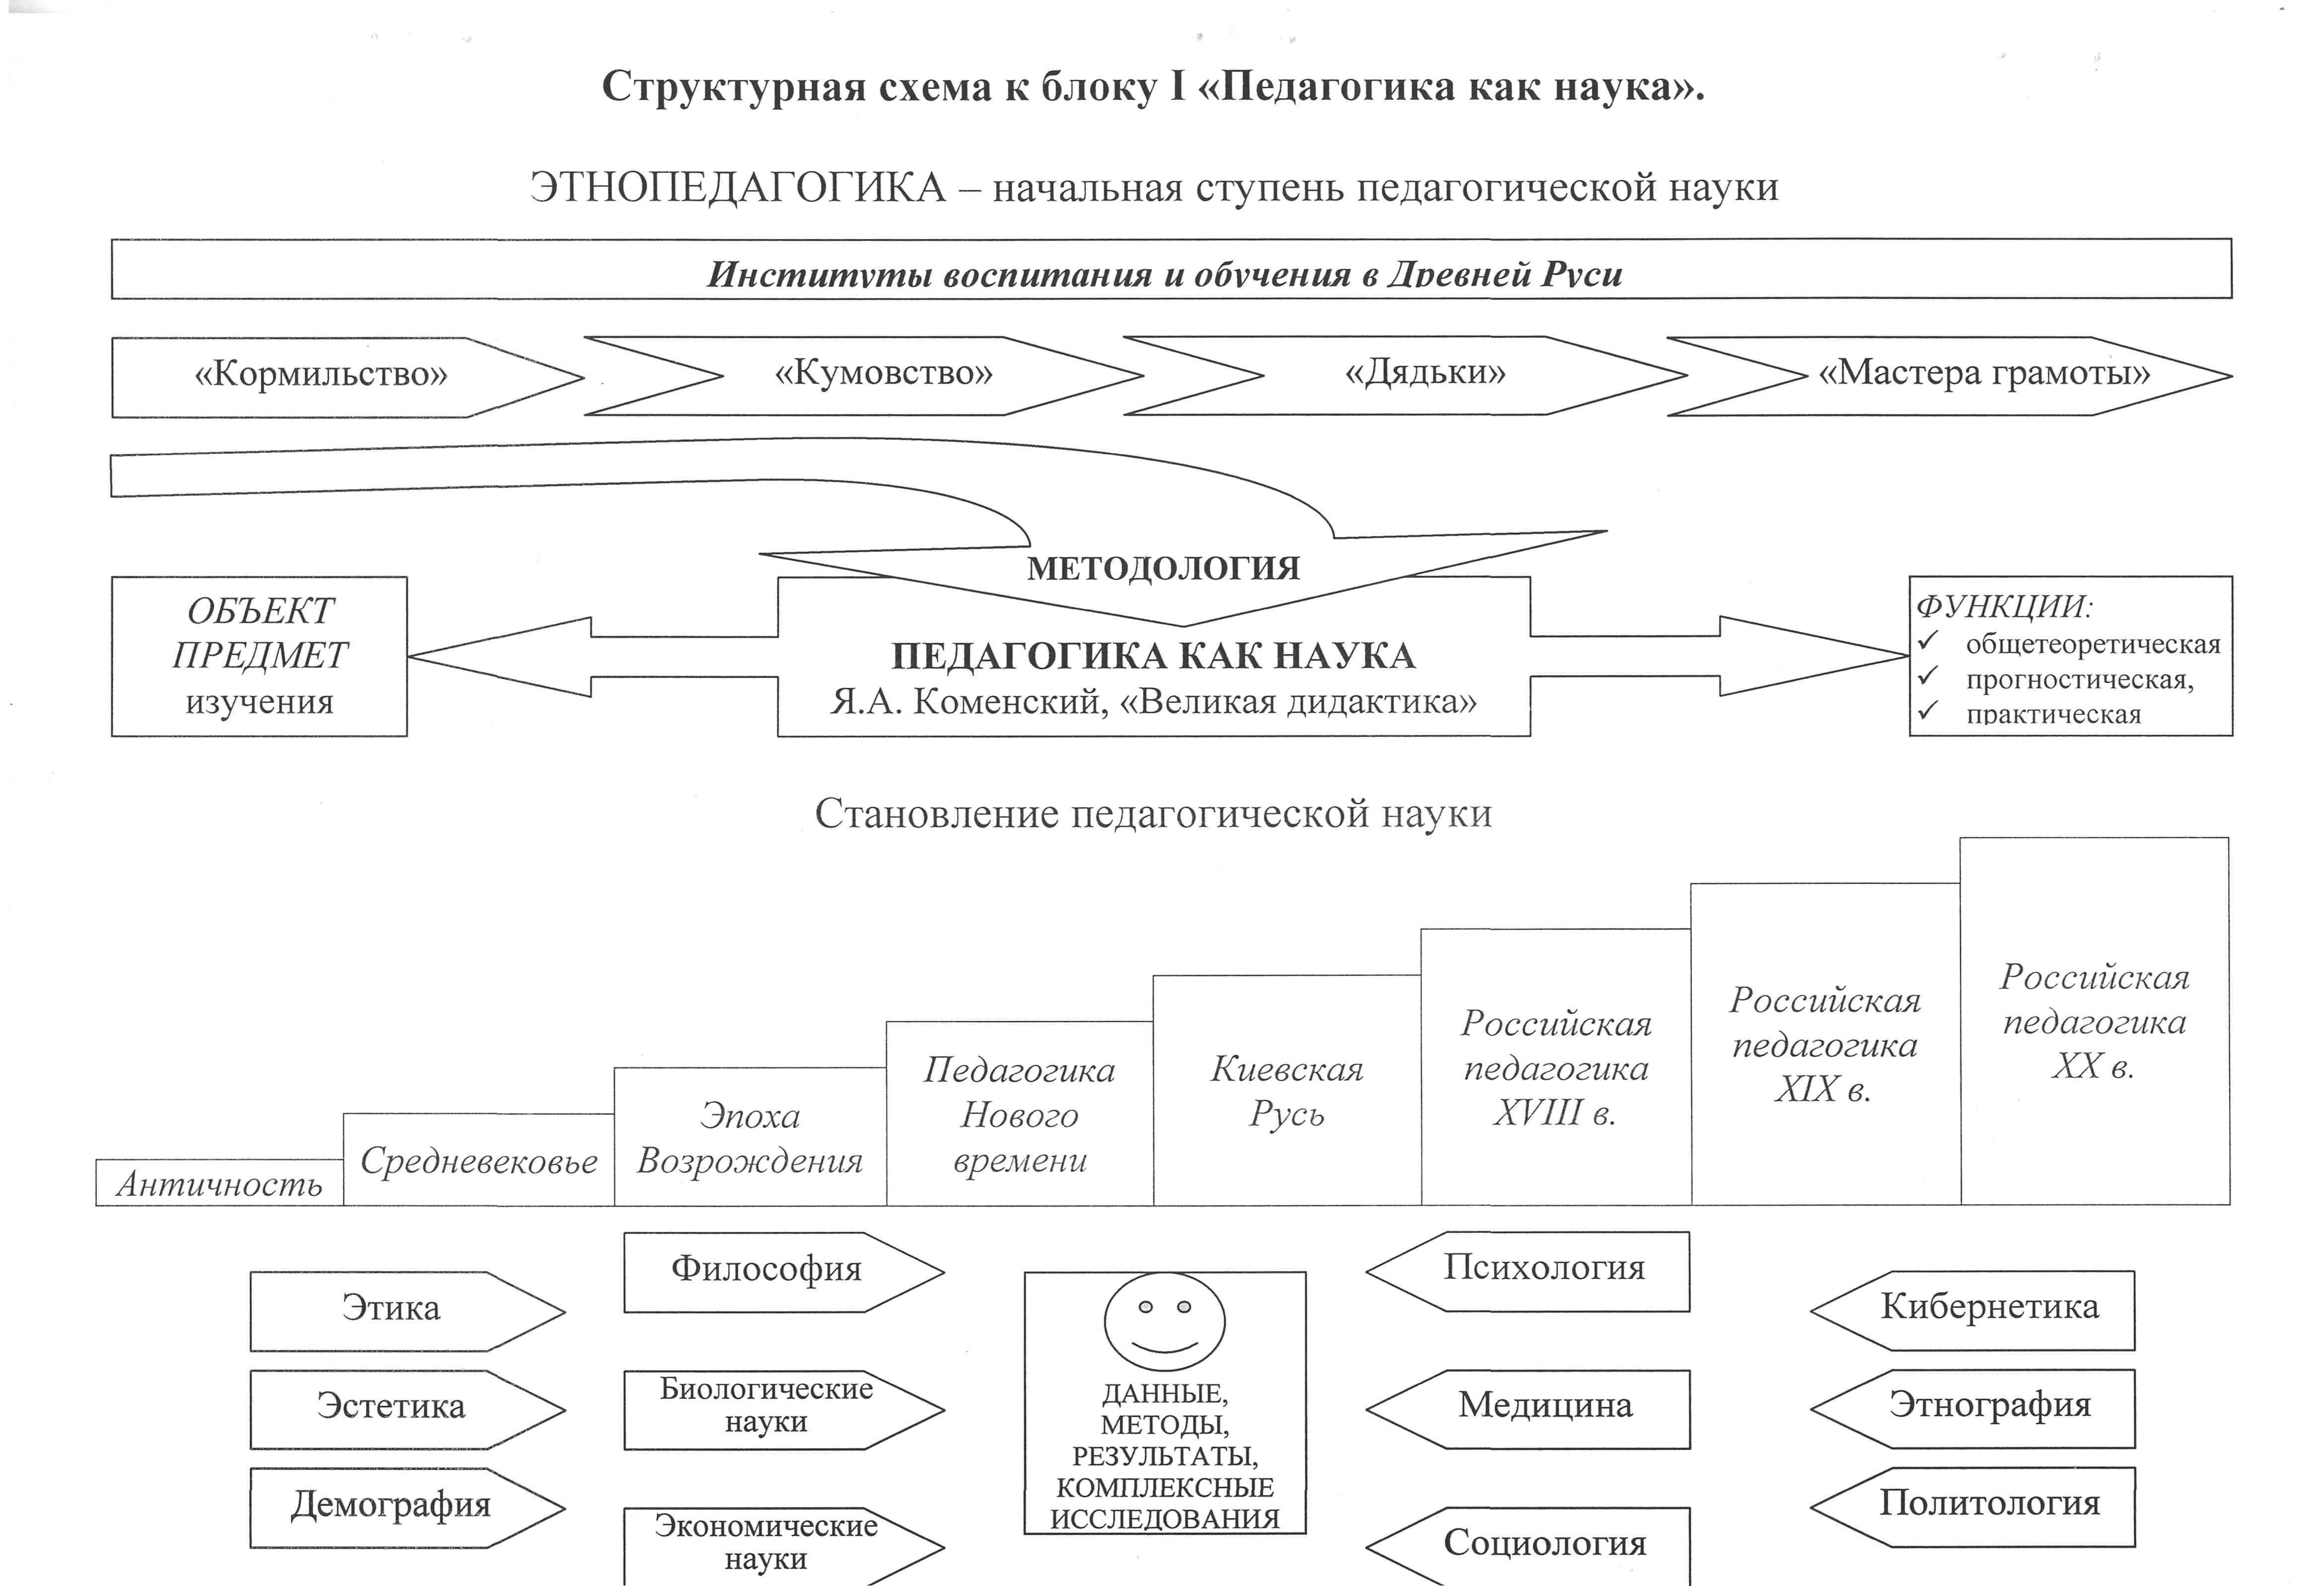 Структурная схема к блоку I «Педагогика как наука».
ЭТНОПЕДАГОГИКА – начальная ступень педагогической науки
Институты воспитания и обучения в Древней Руси
«Кормильство»
«Кумовство»
«Дядьки»
«Мастера грамоты»
МЕТОДОЛОГИЯ
ОБЪЕКТ
ПРЕДМЕТ
изучения
ПЕДАГОГИКА КАК НАУКА
Я.А. Коменский, «Великая дидактика»
ФУНКЦИИ:
✓ общетеоретическая
✓ прогностическая,
✓ практическая
Становление педагогической науки
Античность
Средневековье
Эпоха
Возрождения
Педагогика
Нового
времени
Киевская
Русь
Российская
педагогика
XVIII в.
Российская
педагогика
XIX в.
Российская
педагогика
XX в.
Этика
Эстетика
Демография
Философия
Биологические
науки
Экономические
науки
ДАННЫЕ,
МЕТОДЫ,
РЕЗУЛЬТАТЫ,
КОМПЛЕКСНЫЕ
ИССЛЕДОВАНИЯ
Психология
Медицина
Социология
Кибернетика
Этнография
Политология